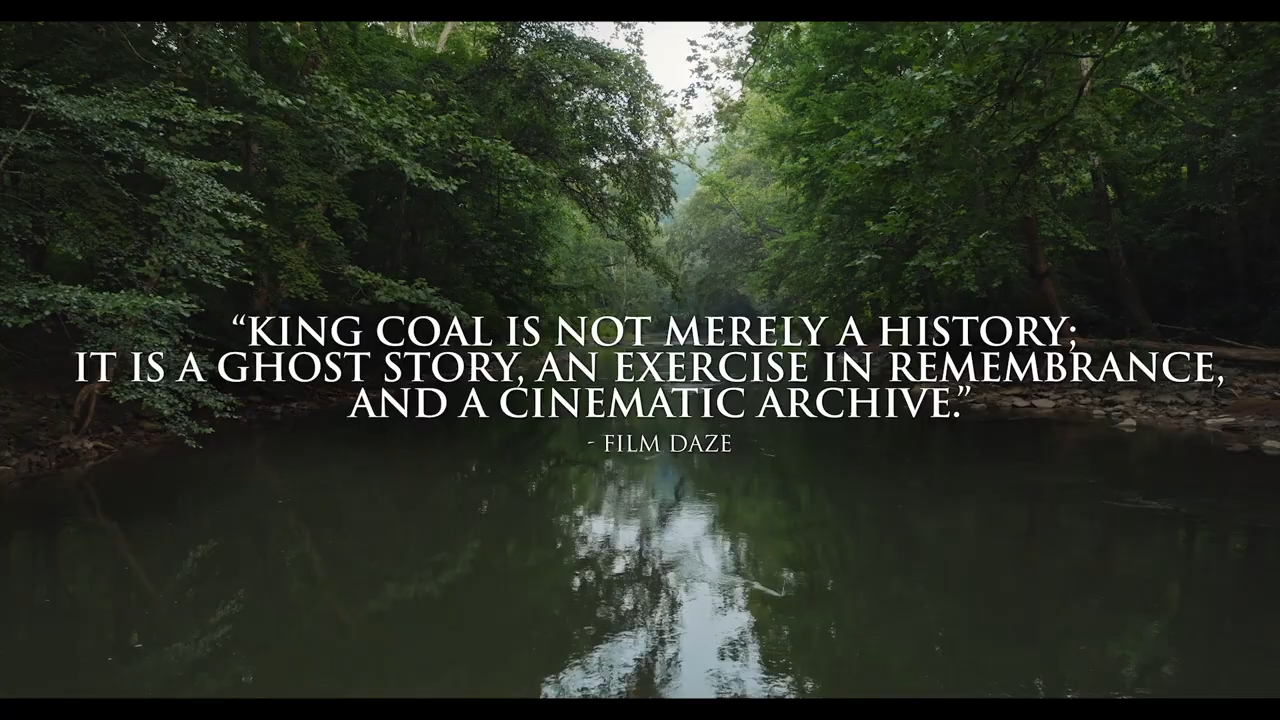 “KING COAL IS NOT MERELY A HISTORY;
IT IS A GHOST STORY, AN EXERCISE IN REMEMBRANCE,
AND A CINEMATIC ARCHIVE.”
- FILM DAZE